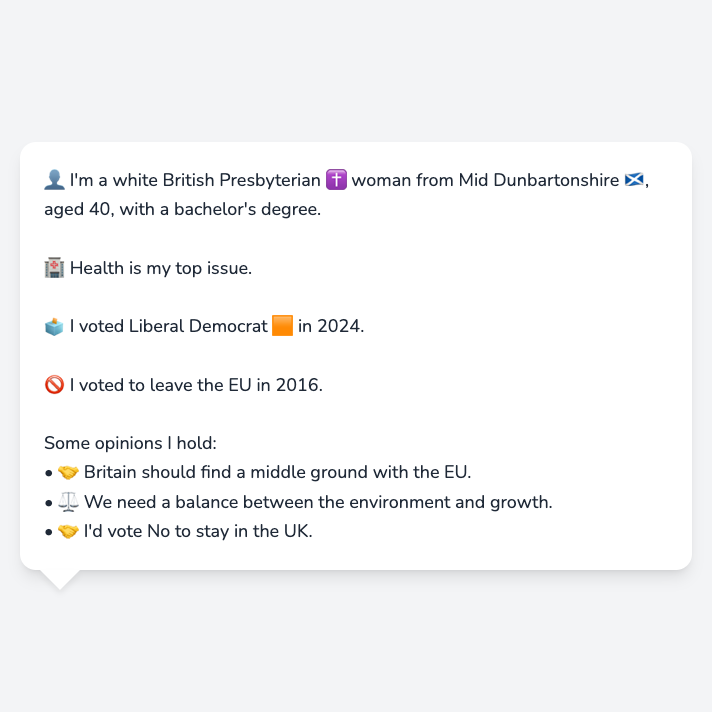 👤 I'm a white British Presbyterian ✝️ woman from Mid Dunbartonshire 🏴󠁧󠁢󠁳󠁣󠁴󠁿,
aged 40, with a bachelor's degree.
🏥 Health is my top issue.
🗳️ I voted Liberal Democrat 🟧 in 2024.
🚫 I voted to leave the EU in 2016.
Some opinions I hold:
• 🤝 Britain should find a middle ground with the EU.
• ⚖️ We need a balance between the environment and growth.
• 🤝 I'd vote No to stay in the UK.